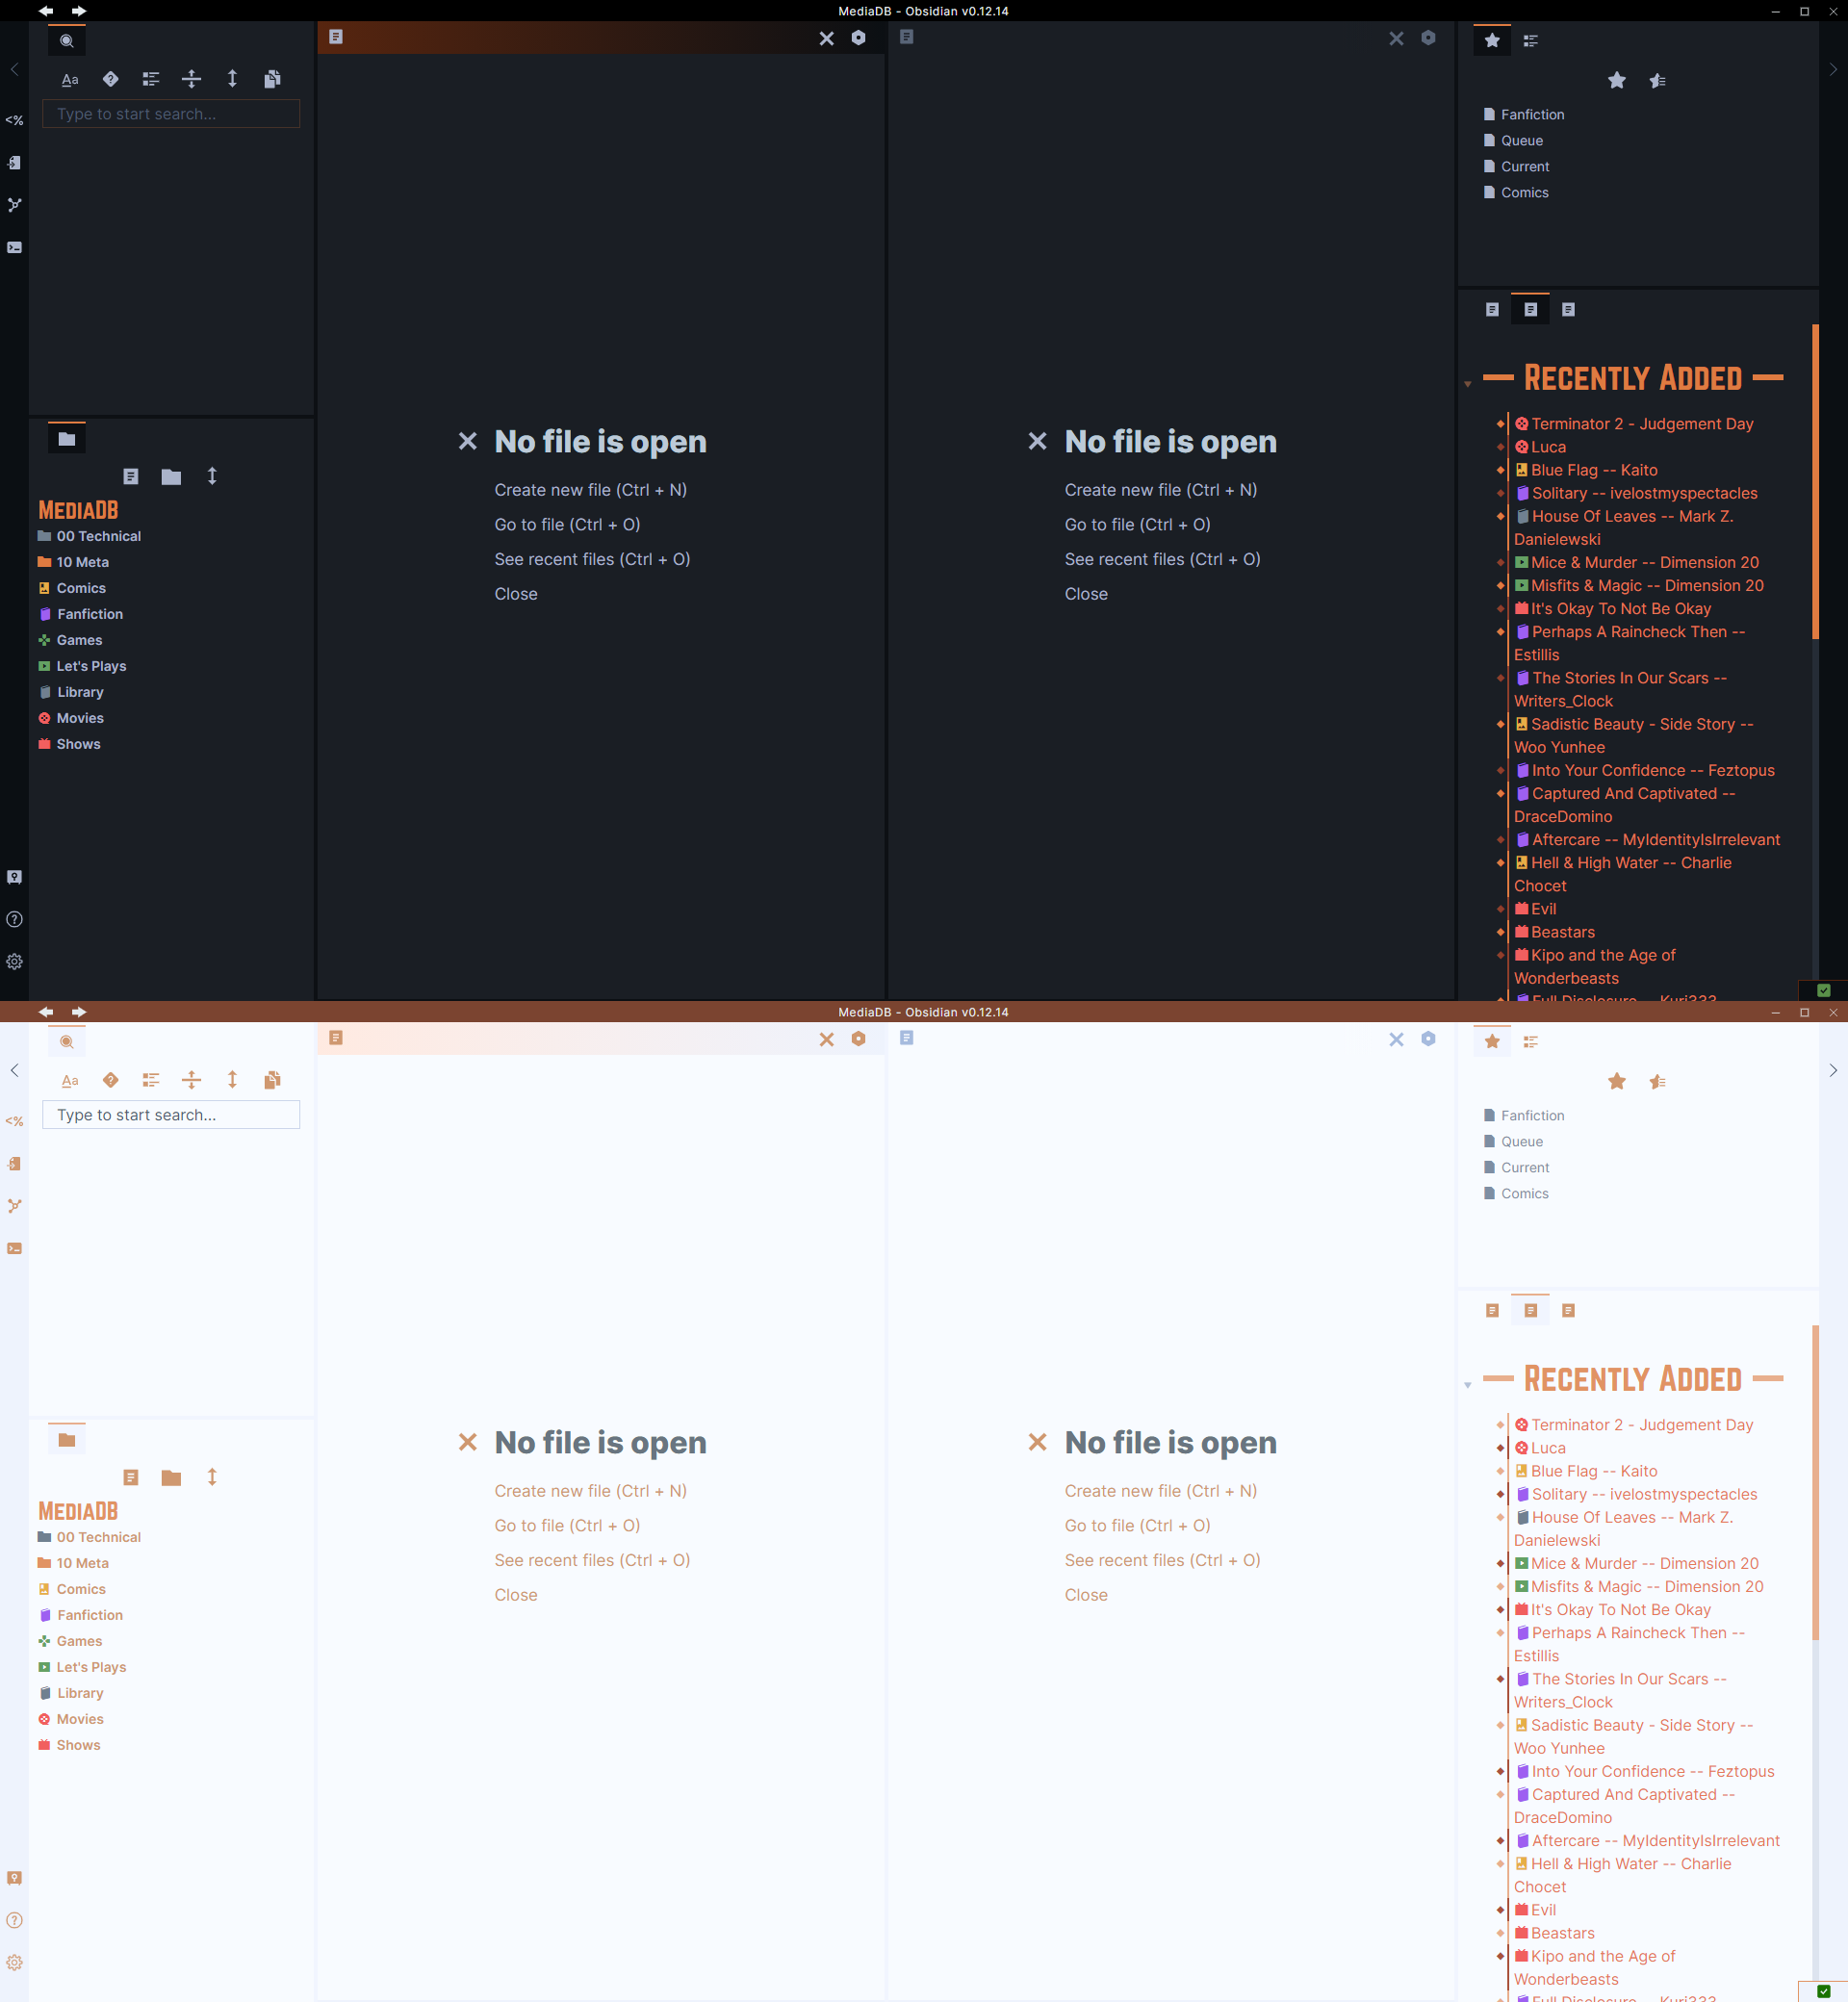 MediaDB - Obsidian v0.12.14
Aa
Type to start search...
<%
MediaDB
00 Technical
10 Meta
Comics
Fanfiction
Games
Let's Plays
Library
Movies
Shows
No file is open
Create new file (Ctrl + N)
Go to file (Ctrl + O)
See recent files (Ctrl + O)
Close
No file is open
Create new file (Ctrl + N)
Go to file (Ctrl + O)
See recent files (Ctrl + O)
Close
Fanfiction
Queue
Current
Comics
Recently Added
Terminator 2 - Judgement Day
Luca
Blue Flag -- Kaito
Solitary -- ivelostmyspectacles
House Of Leaves -- Mark Z.
Danielewski
Mice & Murder -- Dimension 20
Misfits & Magic -- Dimension 20
It's Okay To Not Be Okay
Perhaps A Raincheck Then --
Estillis
The Stories In Our Scars --
Writers_Clock
Sadistic Beauty - Side Story --
Woo Yunhee
Into Your Confidence -- Feztopus
Captured And Captivated --
DraceDomino
Aftercare -- MyIdentityIsIrrelevant
Hell & High Water -- Charlie
Chocet
Evil
Beastars
Kipo and the Age of
Wonderbeasts
Full Disclosure -- Kuri333
MediaDB - Obsidian v0.12.14
Aa
Type to start search...
<%
MediaDB
00 Technical
10 Meta
Comics
Fanfiction
Games
Let's Plays
Library
Movies
Shows
No file is open
Create new file (Ctrl + N)
Go to file (Ctrl + O)
See recent files (Ctrl + O)
Close
No file is open
Create new file (Ctrl + N)
Go to file (Ctrl + O)
See recent files (Ctrl + O)
Close
Fanfiction
Queue
Current
Comics
Recently Added
Terminator 2 - Judgement Day
Luca
Blue Flag -- Kaito
Solitary -- ivelostmyspectacles
House Of Leaves -- Mark Z.
Danielewski
Mice & Murder -- Dimension 20
Misfits & Magic -- Dimension 20
It's Okay To Not Be Okay
Perhaps A Raincheck Then --
Estillis
The Stories In Our Scars --
Writers_Clock
Sadistic Beauty - Side Story --
Woo Yunhee
Into Your Confidence -- Feztopus
Captured And Captivated --
DraceDomino
Aftercare -- MyIdentityIsIrrelevant
Hell & High Water -- Charlie
Chocet
Evil
Beastars
Kipo and the Age of
Wonderbeasts
Full Disclosure -- Kuri333